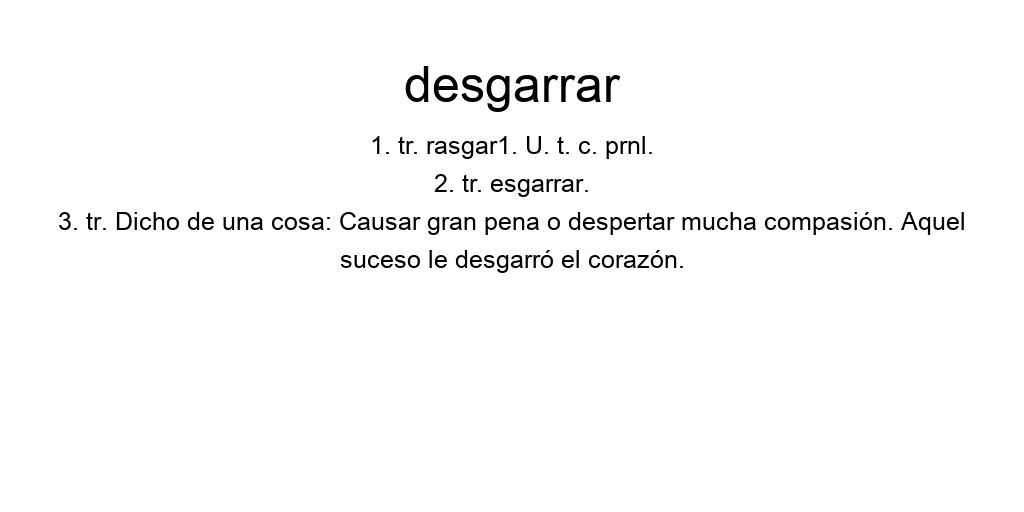 desgarrar
1. tr. rasgar1. U. t. c. prnl.
2. tr. esgarrar.
3. tr. Dicho de una cosa: Causar gran pena o despertar mucha compasión. Aquel
suceso le desgarró el corazón.